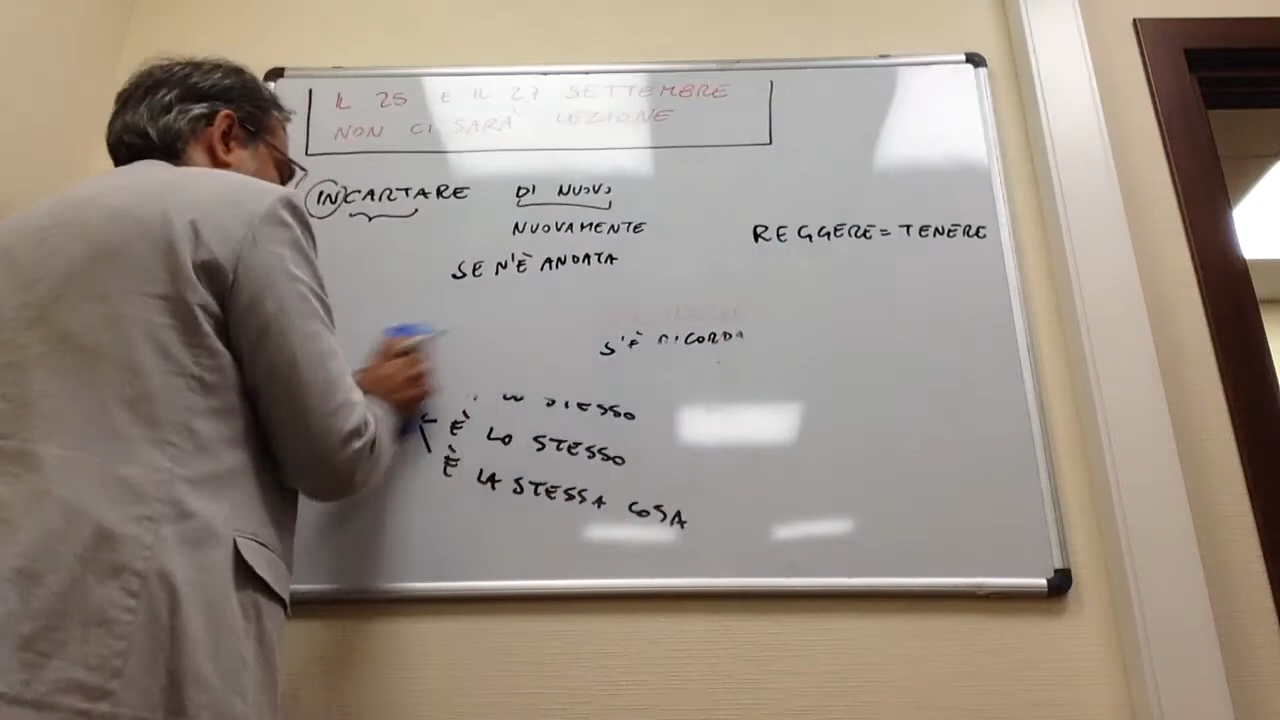 IL 25 E IL 27 SETTEMBRE
NON CI SARÀ LEZIONE
INCARTARE DI NUOVO
NUOVAMENTE
REGGERE = TENERE
SE N'È ANDATA
S'È RICORDA
È LO STESSO
È LA STESSA COSA